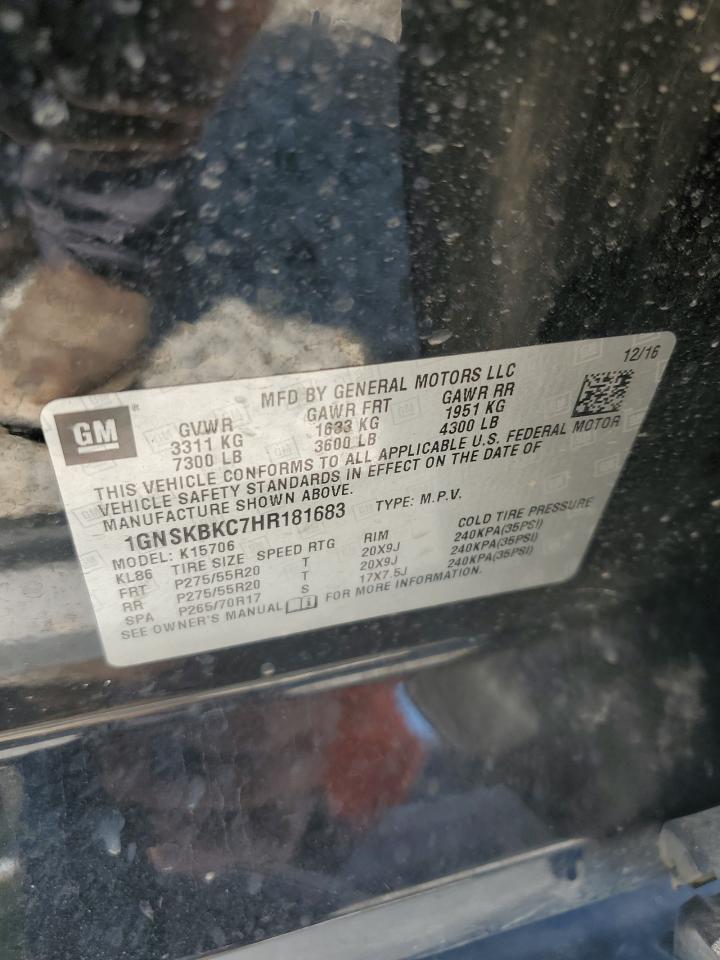 12/16
GM
MFD BY GENERAL MOTORS LLC
GVWR GAWR FRT GAWR RR
3311 KG 1633 KG 1951 KG
7300 LB 3600 LB 4300 LB
THIS VEHICLE CONFORMS TO ALL APPLICABLE U.S. FEDERAL MOTOR
VEHICLE SAFETY STANDARDS IN EFFECT ON THE DATE OF
MANUFACTURE SHOWN ABOVE.
1GNSKBKC7HR181683 TYPE: M.P.V.
MODEL: K15706
KL86 TIRE SIZE SPEED RTG RIM COLD TIRE PRESSURE
FRT P275/55R20 T 20X9J 240KPA(35PSI)
RR P275/55R20 T 20X9J 240KPA(35PSI)
SPA P265/70R17 S 17X7.5J 240KPA(35PSI)
SEE OWNER'S MANUAL FOR MORE INFORMATION.